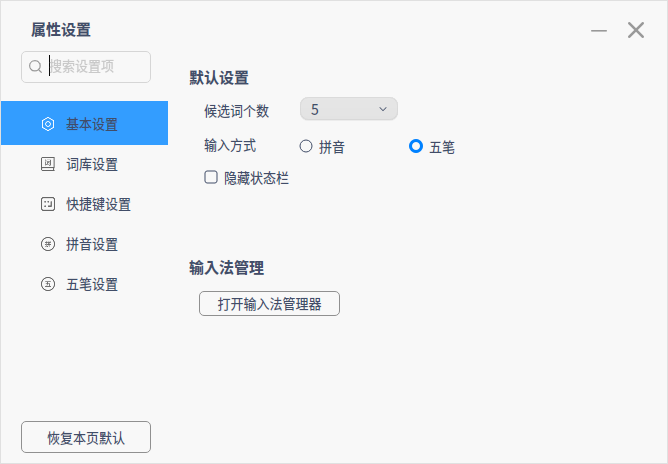 属性设置
搜索设置项
基本设置
词库设置
快捷键设置
拼音设置
五笔设置
恢复本页默认
默认设置
候选词个数 5
输入方式 拼音 五笔
隐藏状态栏
输入法管理
打开输入法管理器